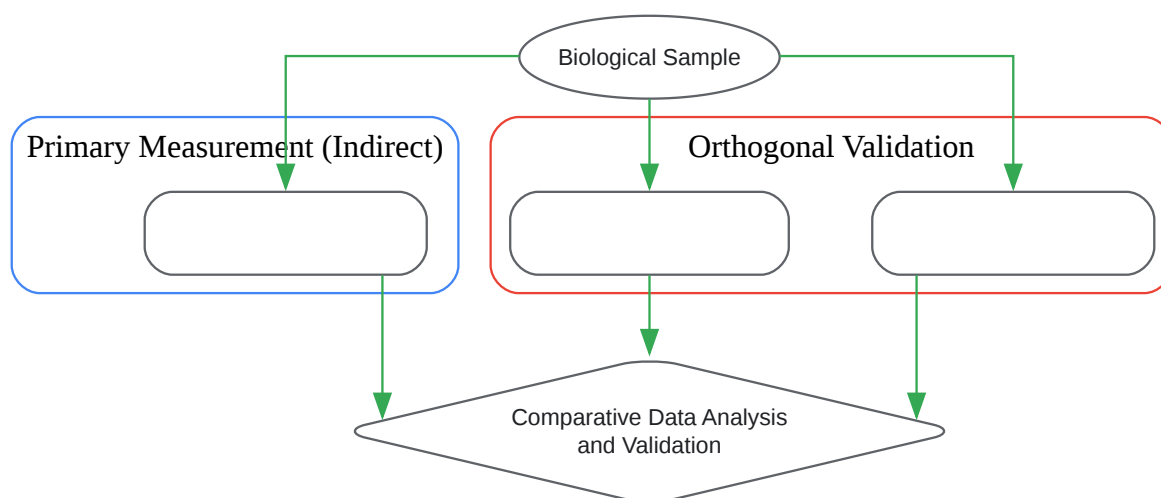 Biological Sample
Primary Measurement (Indirect)
Orthogonal Validation
Comparative Data Analysis
and Validation